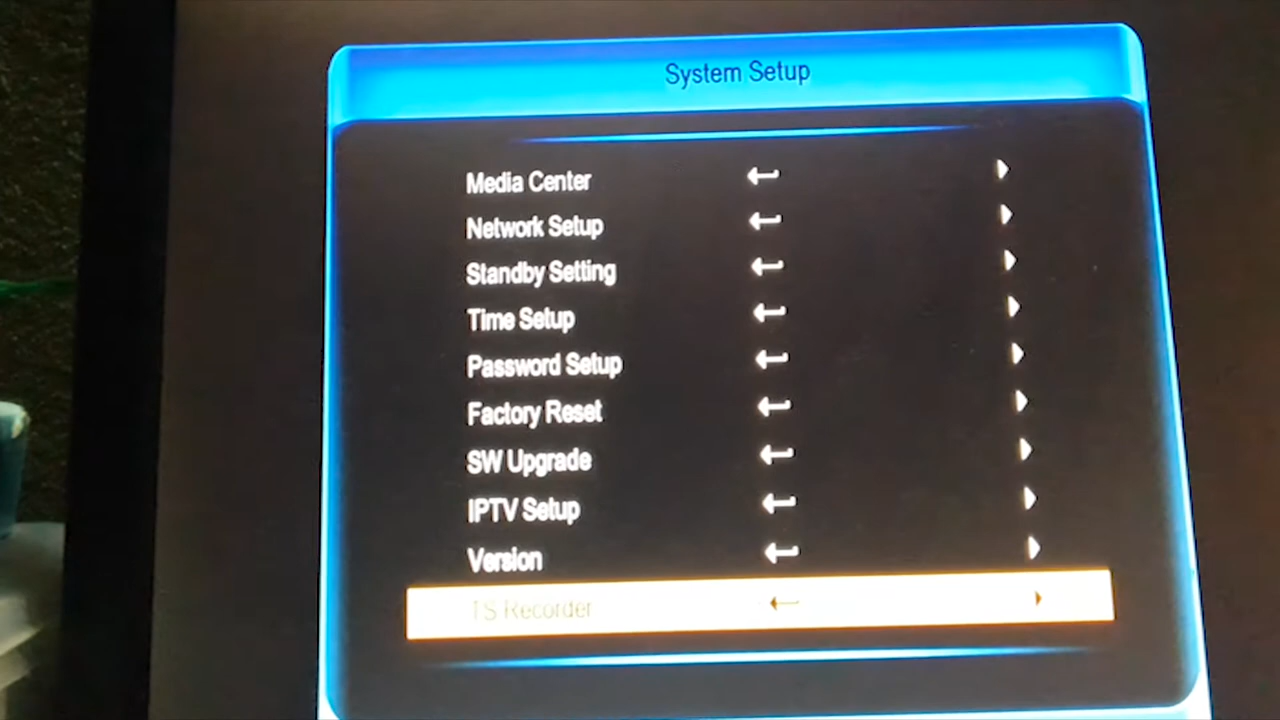 System Setup
Media Center
Network Setup
Standby Setting
Time Setup
Password Setup
Factory Reset
SW Upgrade
IPTV Setup
Version
TS Recorder